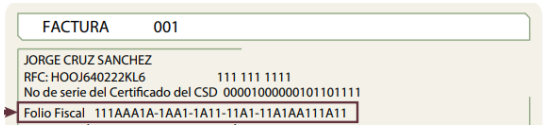 FACTURA 001
JORGE CRUZ SANCHEZ
RFC: HOOJ640222KL6 111 111 1111
No de serie del Certificado del CSD 00001000000101101111
Folio Fiscal 111AAA1A-1AA1-1A11-11A1-11A1AA111A11